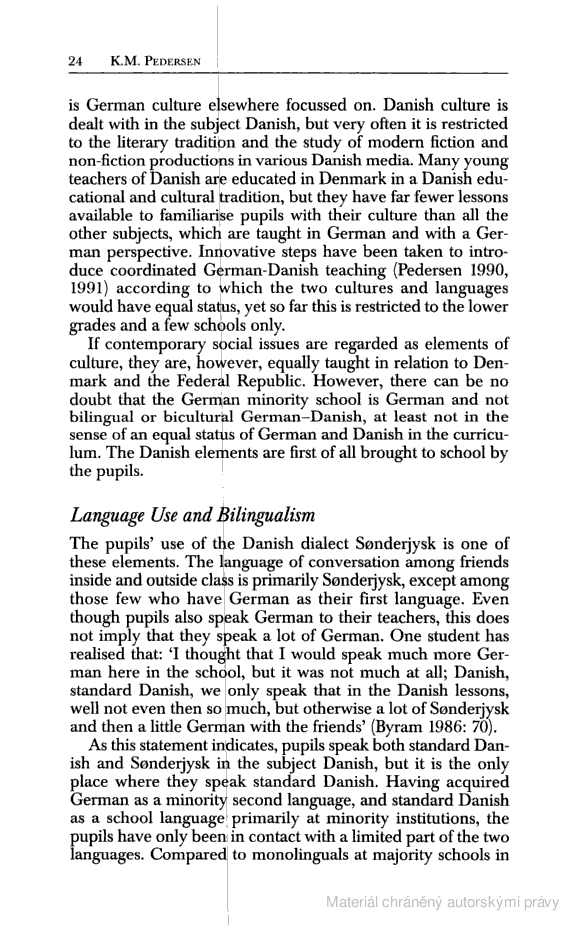 24 K.M. PEDERSEN
is German culture elsewhere focussed on. Danish culture is
dealt with in the subject Danish, but very often it is restricted
to the literary tradition and the study of modern fiction and
non-fiction productions in various Danish media. Many young
teachers of Danish are educated in Denmark in a Danish edu-
cational and cultural tradition, but they have far fewer lessons
available to familiarise pupils with their culture than all the
other subjects, which are taught in German and with a Ger-
man perspective. Innovative steps have been taken to intro-
duce coordinated German-Danish teaching (Pedersen 1990,
1991) according to which the two cultures and languages
would have equal status, yet so far this is restricted to the lower
grades and a few schools only.
If contemporary social issues are regarded as elements of
culture, they are, however, equally taught in relation to Den-
mark and the Federal Republic. However, there can be no
doubt that the German minority school is German and not
bilingual or bicultural German–Danish, at least not in the
sense of an equal status of German and Danish in the curricu-
lum. The Danish elements are first of all brought to school by
the pupils.
Language Use and Bilingualism
The pupils' use of the Danish dialect Sønderjysk is one of
these elements. The language of conversation among friends
inside and outside class is primarily Sønderjysk, except among
those few who have German as their first language. Even
though pupils also speak German to their teachers, this does
not imply that they speak a lot of German. One student has
realised that: 'I thought that I would speak much more Ger-
man here in the school, but it was not much at all; Danish,
standard Danish, we only speak that in the Danish lessons,
well not even then so much, but otherwise a lot of Sønderjysk
and then a little German with the friends' (Byram 1986: 70).
As this statement indicates, pupils speak both standard Dan-
ish and Sønderjysk in the subject Danish, but it is the only
place where they speak standard Danish. Having acquired
German as a minority second language, and standard Danish
as a school language primarily at minority institutions, the
pupils have only been in contact with a limited part of the two
languages. Compared to monolinguals at majority schools in
Materiál chráněný autorskými právy